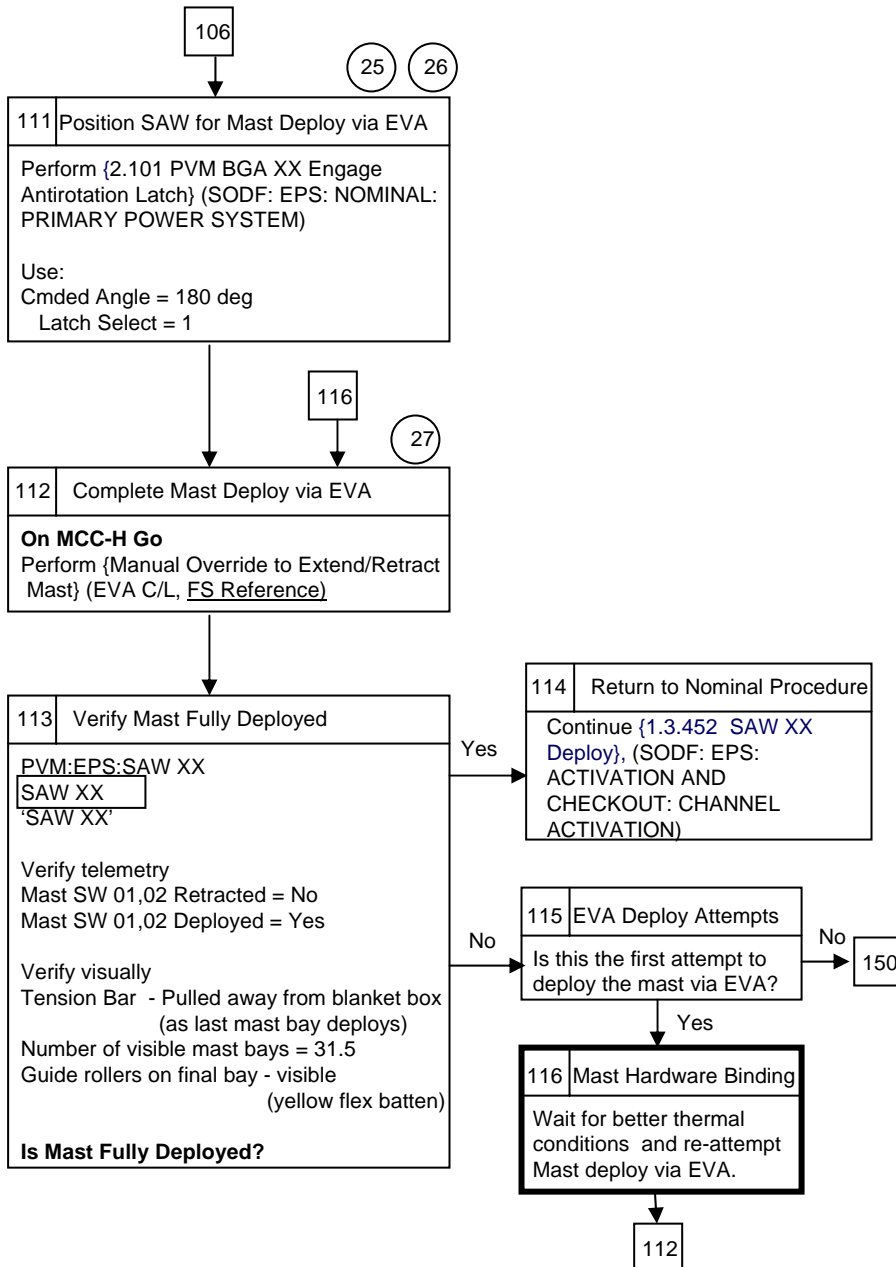 106
25 26
111 Position SAW for Mast Deploy via EVA
Perform {2.101 PVM BGA XX Engage
Antirotation Latch} (SODF: EPS: NOMINAL:
PRIMARY POWER SYSTEM)
Use:
Cmded Angle = 180 deg
Latch Select = 1
116
27
112 Complete Mast Deploy via EVA
On MCC-H Go
Perform {Manual Override to Extend/Retract
Mast} (EVA C/L, FS Reference)
113 Verify Mast Fully Deployed
PVM:EPS:SAW XX
SAW XX
‘SAW XX’
Verify telemetry
Mast SW 01,02 Retracted = No
Mast SW 01,02 Deployed = Yes
Verify visually
Tension Bar - Pulled away from blanket box
(as last mast bay deploys)
Number of visible mast bays = 31.5
Guide rollers on final bay - visible
(yellow flex batten)
Is Mast Fully Deployed?
Yes
114 Return to Nominal Procedure
Continue {1.3.452 SAW XX
Deploy}, (SODF: EPS:
ACTIVATION AND
CHECKOUT: CHANNEL
ACTIVATION)
No
115 EVA Deploy Attempts
Is this the first attempt to
deploy the mast via EVA?
No
150
Yes
116 Mast Hardware Binding
Wait for better thermal
conditions and re-attempt
Mast deploy via EVA.
112